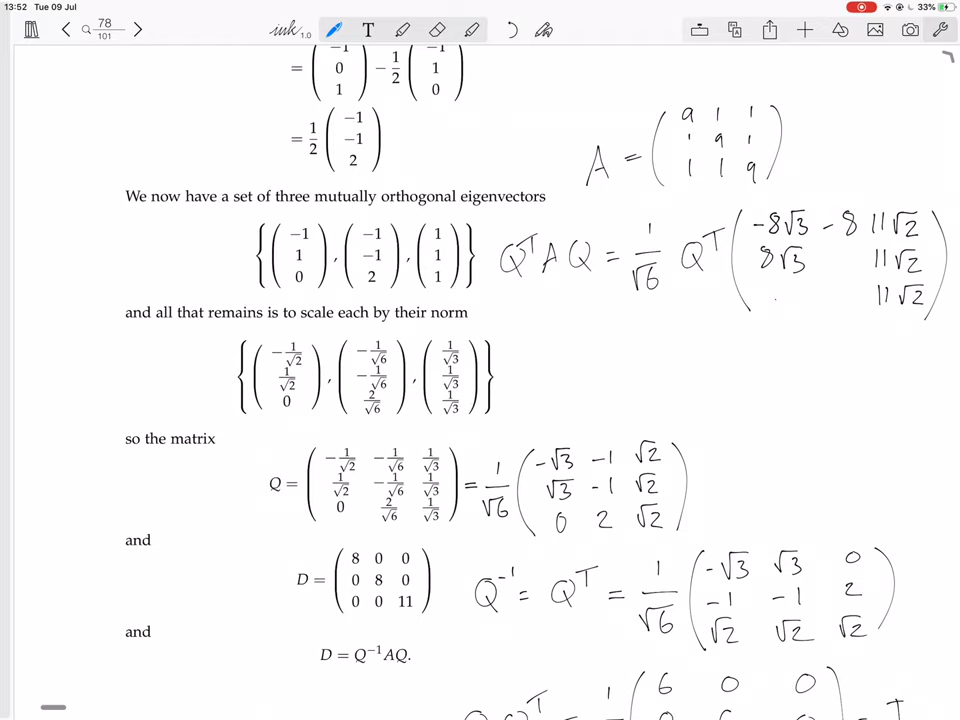 13:52 Tue 09 Jul
33%
78
101
ink 1.0
T
= ( −1 0 1 ) − 1/2 ( −1 1 0 )
= 1/2 ( −1 −1 2 )
A = ( 9 1 1
1 9 1
1 1 9 )
We now have a set of three mutually orthogonal eigenvectors
{ ( −1 1 0 ), ( −1 −1 2 ), ( 1 1 1 ) }
Q^T A Q = 1/√6 Q^T ( -8√3 -8 11√2
8√3 11√2
11√2 )
and all that remains is to scale each by their norm
{ ( −1/√2 1/√2 0 ), ( −1/√6 −1/√6 2/√6 ), ( 1/√3 1/√3 1/√3 ) }
so the matrix
Q = ( −1/√2 −1/√6 1/√3
1/√2 −1/√6 1/√3
0 2/√6 1/√3 )
= 1/√6 ( -√3 -1 √2
√3 -1 √2
0 2 √2 )
and
D = ( 8 0 0
0 8 0
0 0 11 )
Q^-1 = Q^T = 1/√6 ( -√3 √3 0
-1 -1 2
√2 √2 √2 )
and
D = Q^−1AQ.
6 0 0